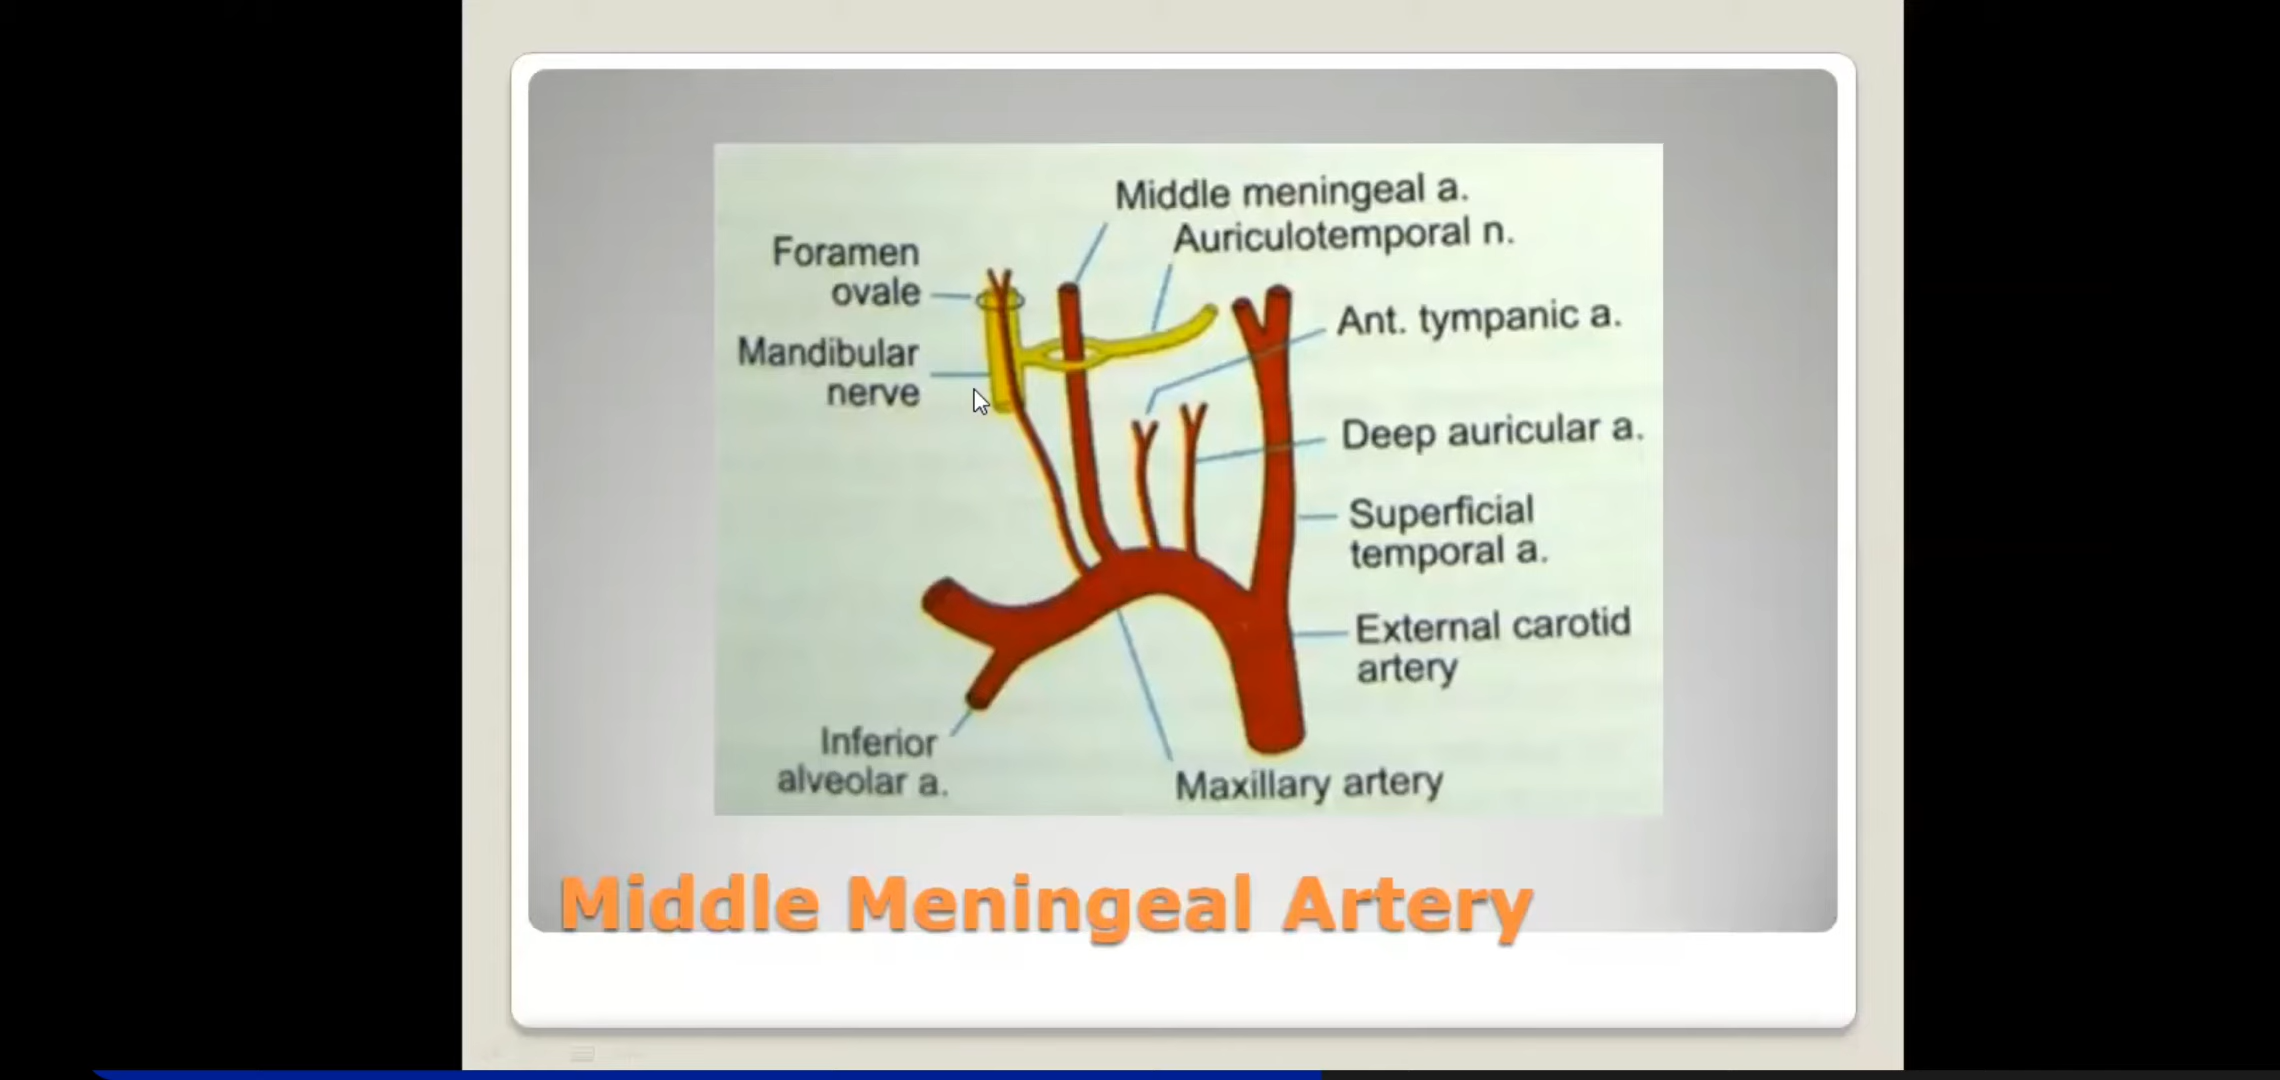 Middle meningeal a.
Auriculotemporal n.
Foramen
ovale
Mandibular
nerve
Ant. tympanic a.
Deep auricular a.
Superficial
temporal a.
External carotid
artery
Inferior
alveolar a.
Maxillary artery
Middle Meningeal Artery